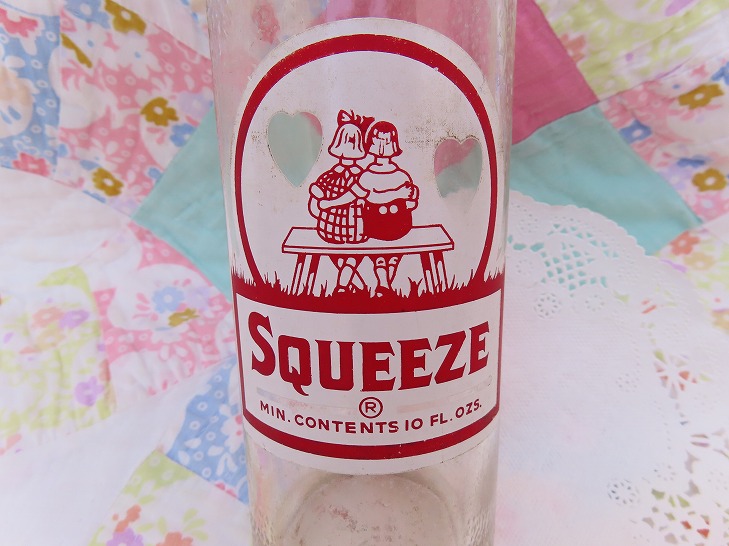 SQUEEZE
®
MIN. CONTENTS 10 FL. OZS.